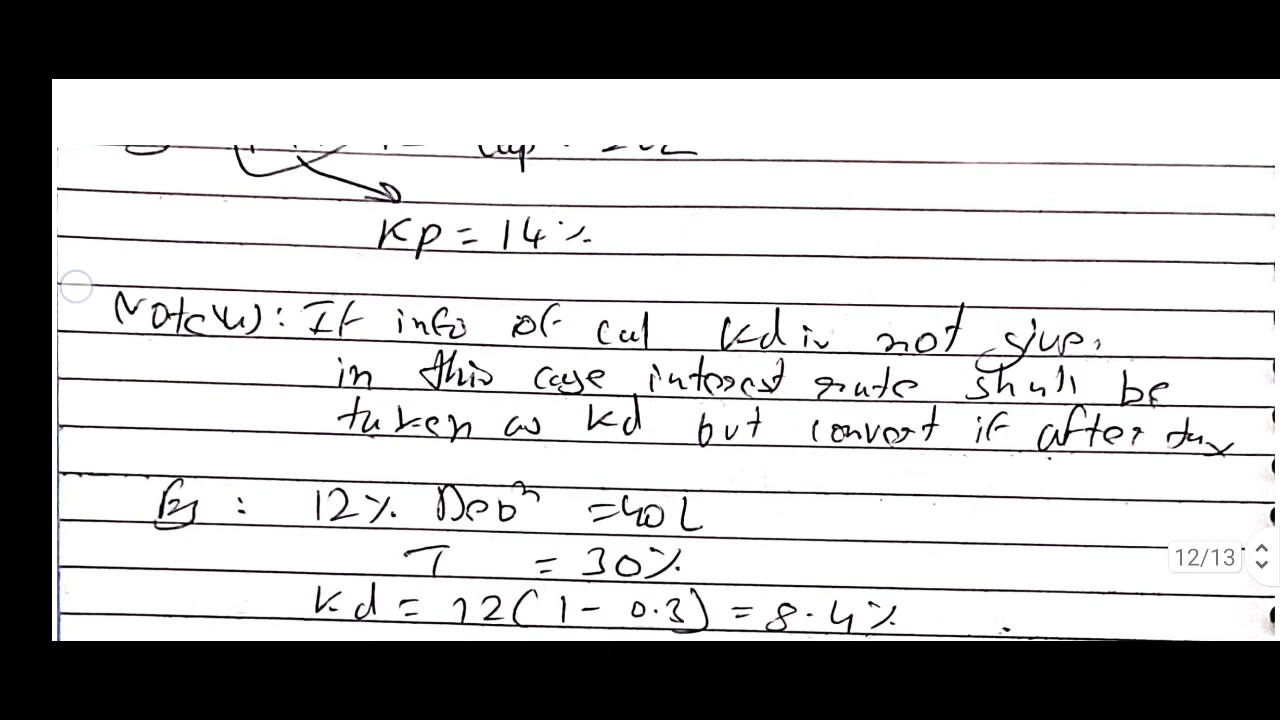 Kp = 14%
Note(4): If info of cal Kd is not give.
in this case interest rate shall be
taken as kd but convert it after tax
Eg : 12% Debⁿ = 40L
T = 30%
Kd = 12(1 - 0.3) = 8.4%
12/13